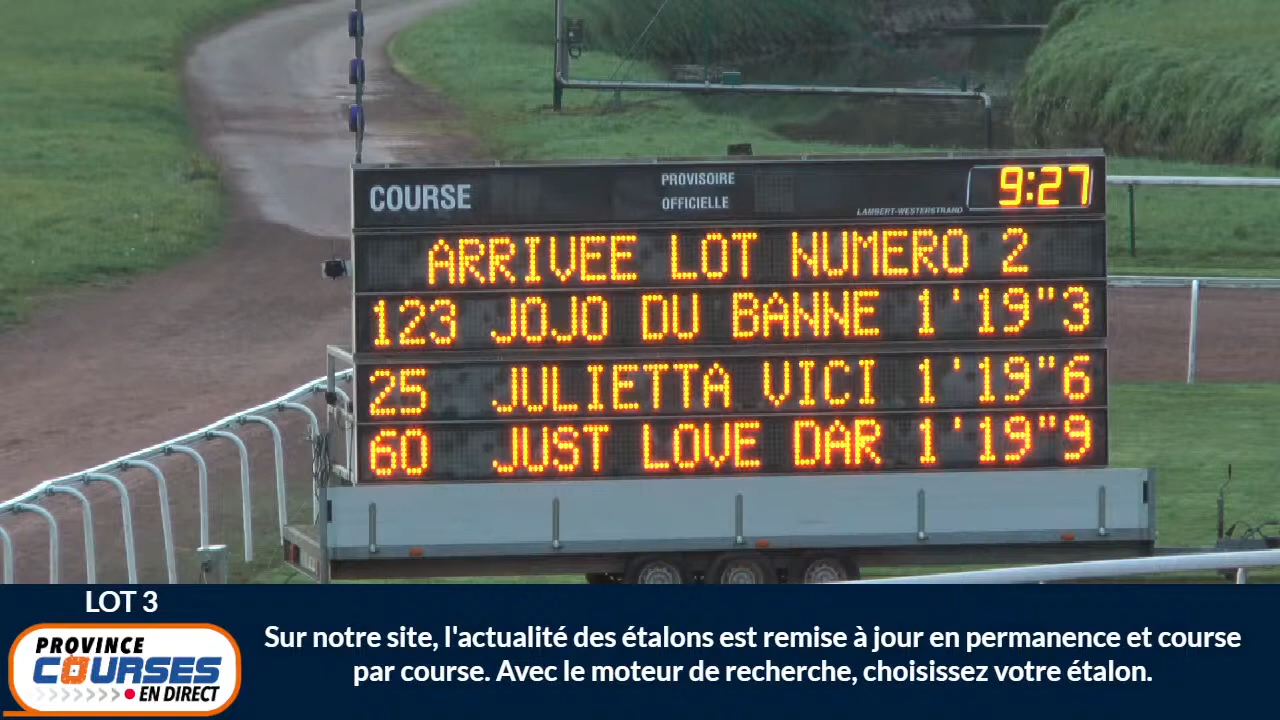 COURSE
PROVISOIRE
OFFICIELLE
LAMBERT-WESTERSTRAND
9:27
ARRIVEE LOT NUMERO 2
123 JOJO DU BANNE 1'19"3
25 JULIETTA VICI 1'19"6
60 JUST LOVE DAR 1'19"9
LOT 3
PROVINCE
COURSES
EN DIRECT
Sur notre site, l'actualité des étalons est remise à jour en permanence et course
par course. Avec le moteur de recherche, choisissez votre étalon.